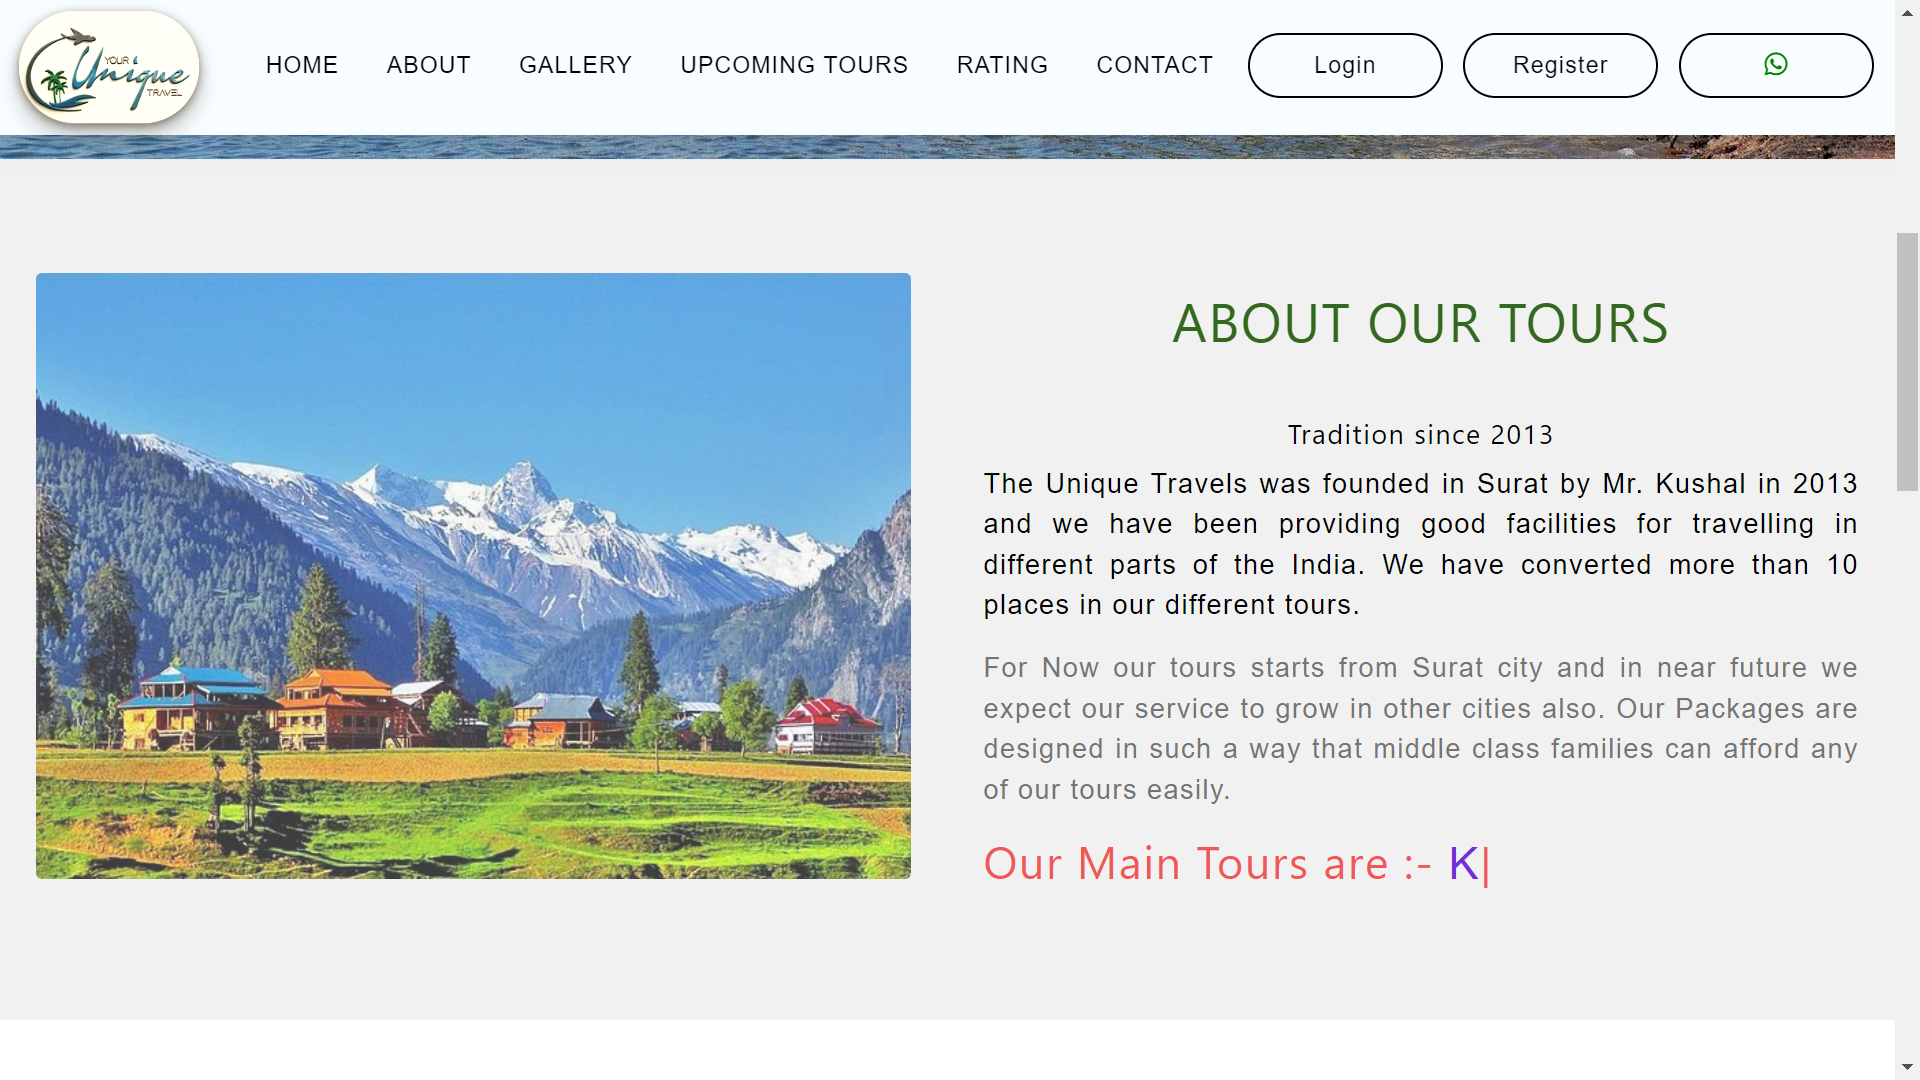 YOUR
Unique
TRAVEL
HOME ABOUT GALLERY UPCOMING TOURS RATING CONTACT Login Register
ABOUT OUR TOURS
Tradition since 2013
The Unique Travels was founded in Surat by Mr. Kushal in 2013
and we have been providing good facilities for travelling in
different parts of the India. We have converted more than 10
places in our different tours.
For Now our tours starts from Surat city and in near future we
expect our service to grow in other cities also. Our Packages are
designed in such a way that middle class families can afford any
of our tours easily.
Our Main Tours are :- K|